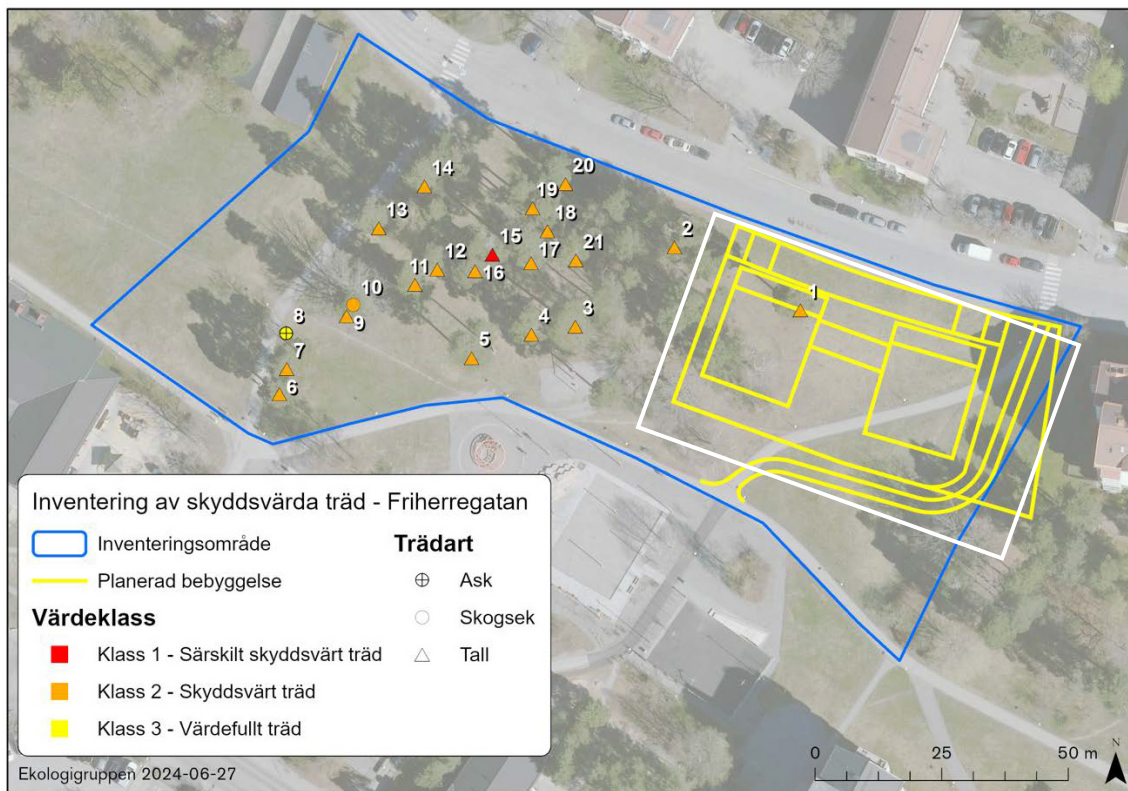 20
14
19
13
18
2
15
12
17
21
11
16
10
1
9
3
8
4
5
7
6
Inventering av skyddsvärda träd - Friherregatan
Inventeringsområde
Planerad bebyggelse
Värdeklass
Klass 1 - Särskilt skyddsvärt träd
Klass 2 - Skyddsvärt träd
Klass 3 - Värdefullt träd
Trädart
Ask
Skogsek
Tall
Ekologigruppen 2024-06-27
0 25 50 m
N